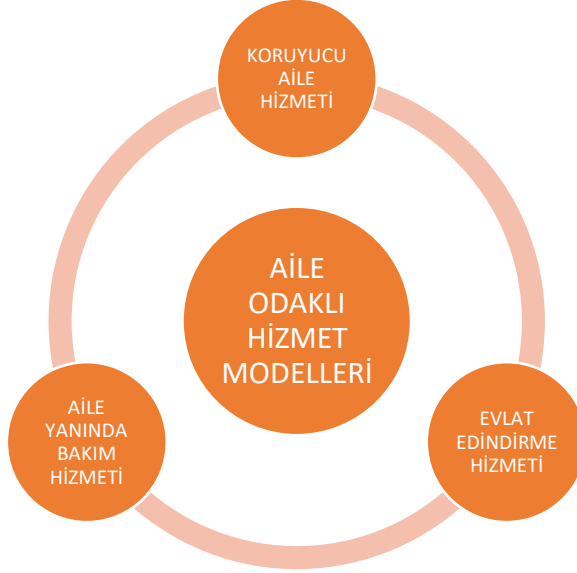 KORUYUCU
AİLE
HİZMETİ
AİLE
ODAKLI
HİZMET
MODELLERİ
AİLE
YANINDA
BAKIM
HİZMETİ
EVLAT
EDİNDİRME
HİZMETİ